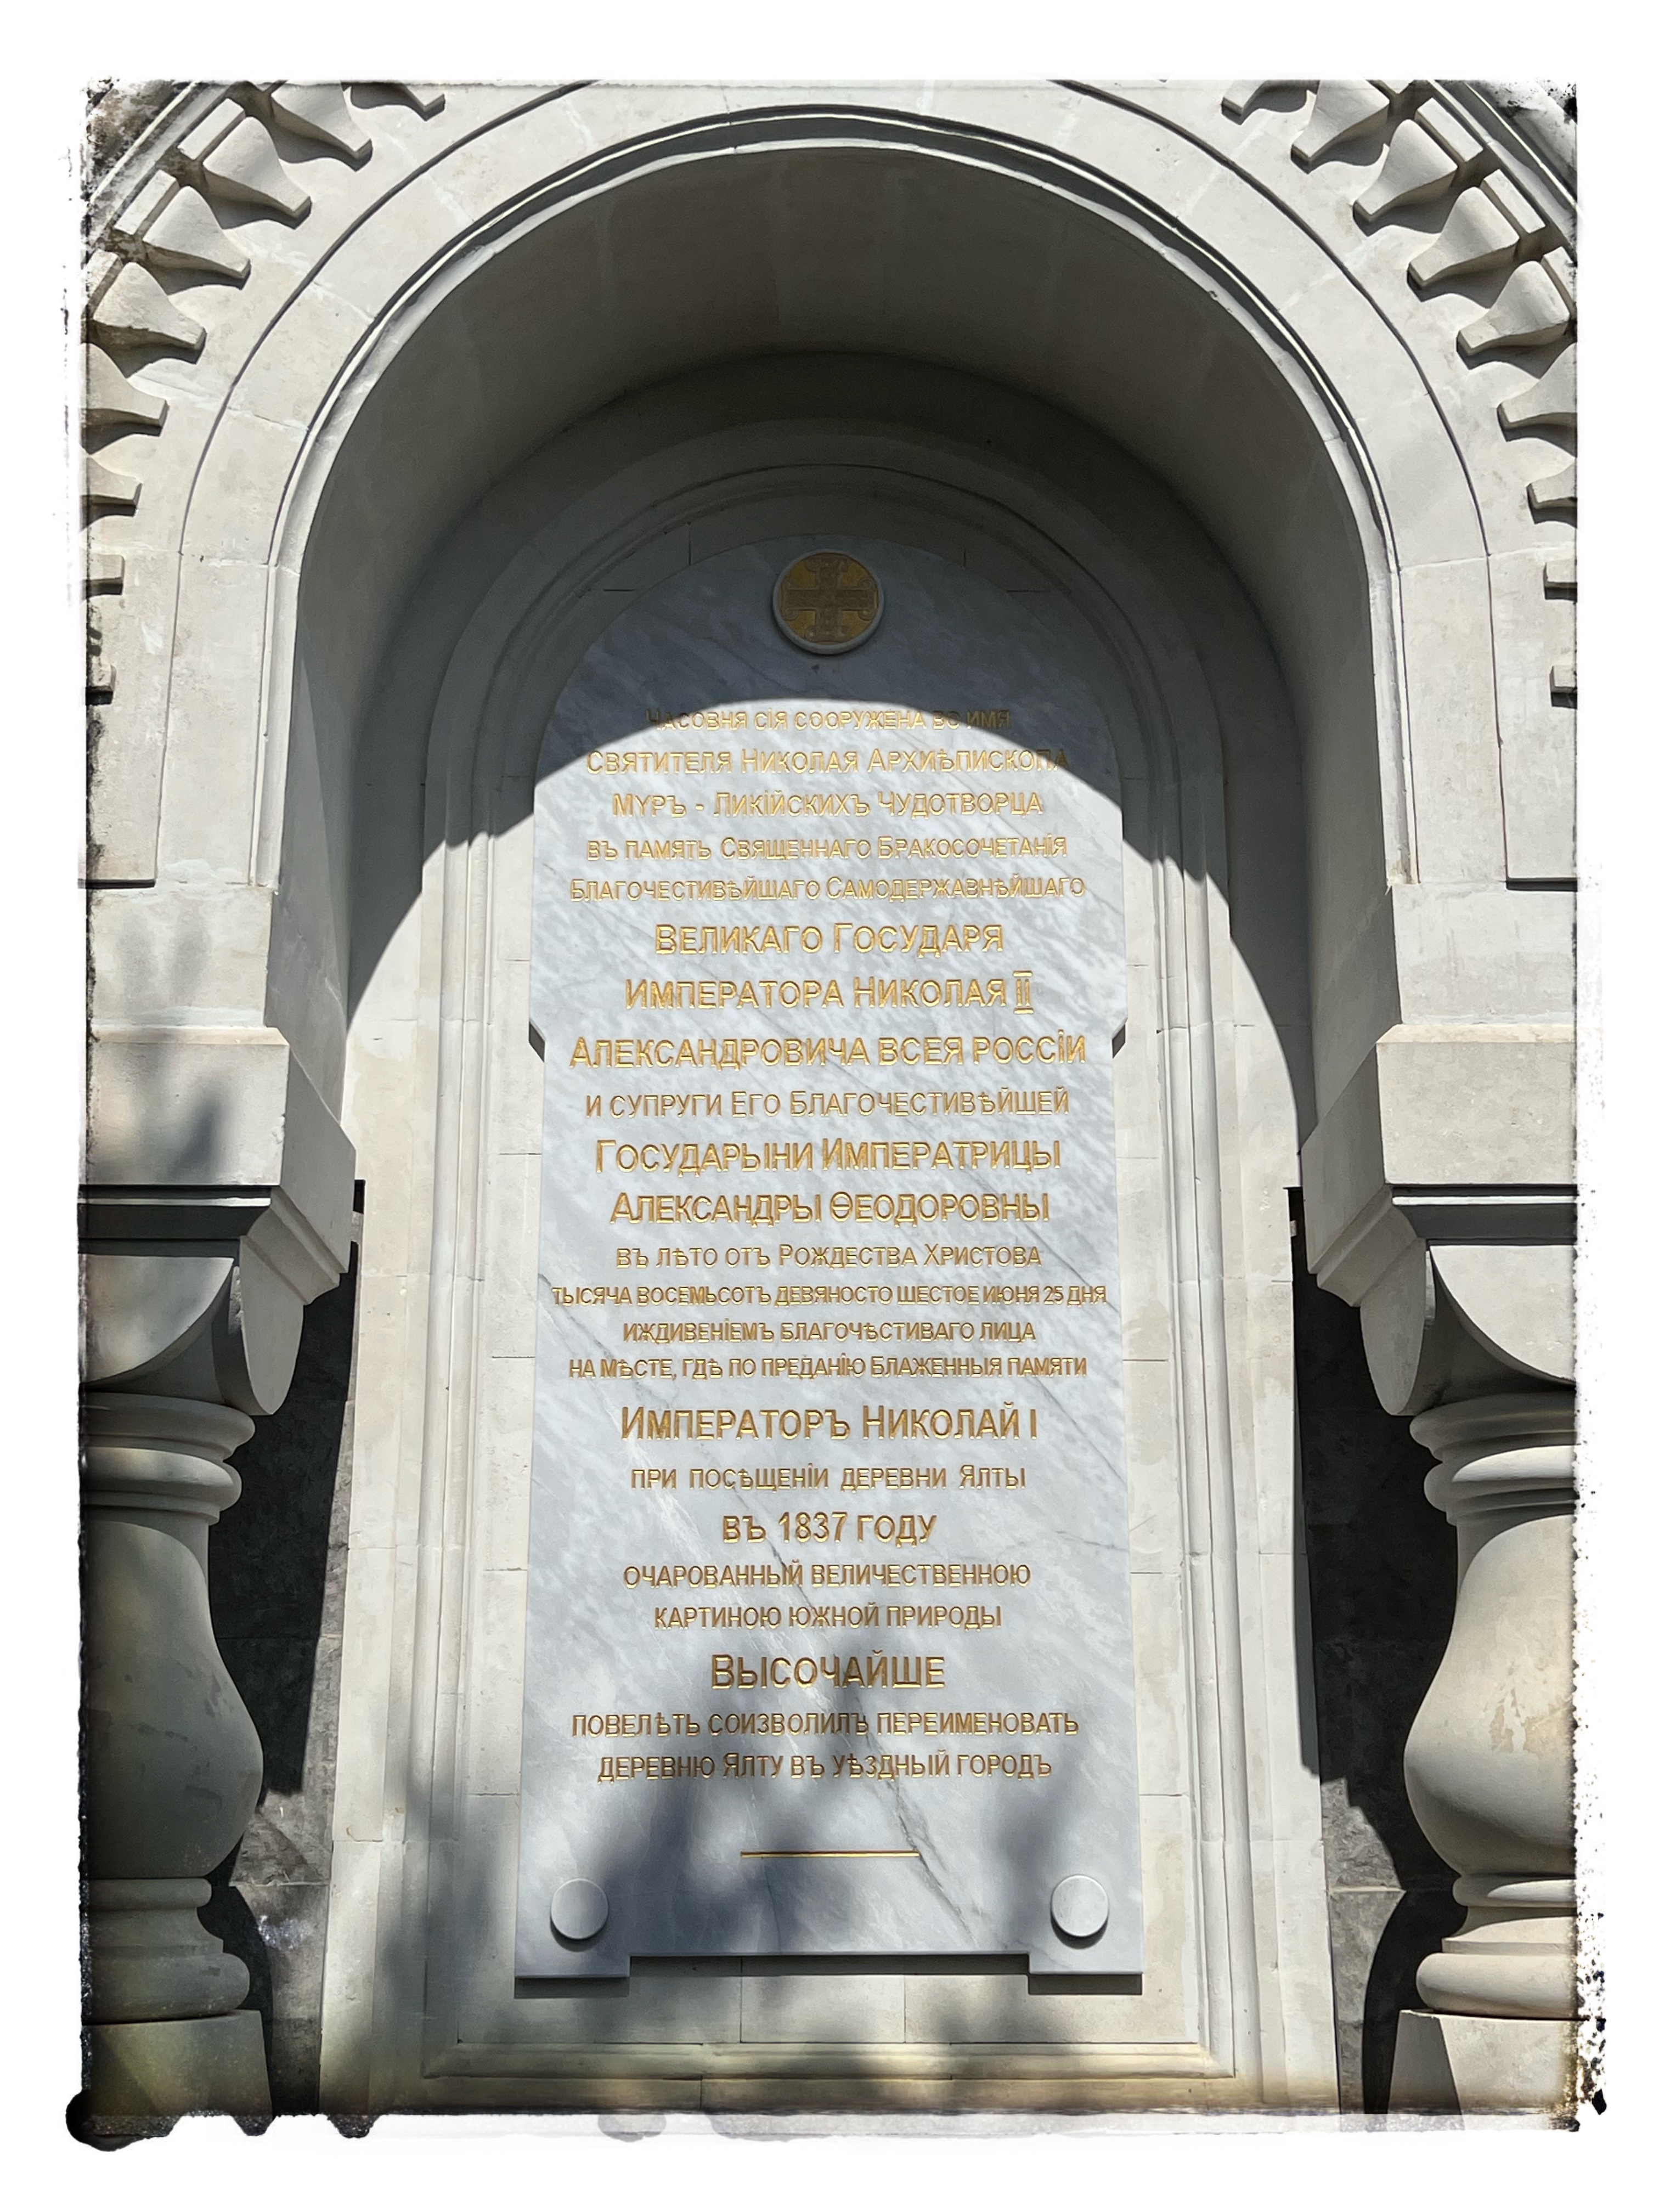 Часовня сія сооружена во имя
Святителя Николая Архиѣпископа
Мѵръ - Ликійскихъ Чудотворца
въ память Священнаго Бракосочетанія
Благочестивѣйшаго Самодержавнѣйшаго
Великаго Государя
Императора Николая II
Александровича всея россіи
и супруги Его Благочестивѣйшей
Государыни Императрицы
Александры Ѳеодоровны
въ лѣто отъ Рождества Христова
тысяча восемьсотъ девяносто шестое июня 25 дня
иждивеніемъ благочѣстиваго лица
на мѣсте, гдѣ по преданію Блаженныя памяти
Императоръ Николай I
при посѣщеніи деревни Ялты
въ 1837 году
очарованный величественною
картиною южной природы
Высочайше
повелѣть соизволилъ переименовать
деревню Ялту въ уѣздный городъ